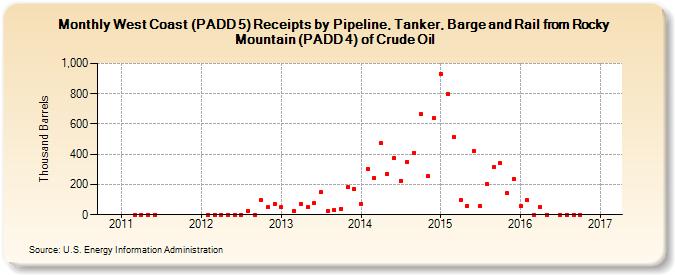 Monthly West Coast (PADD 5) Receipts by Pipeline, Tanker, Barge and Rail from Rocky
Mountain (PADD 4) of Crude Oil
Thousand Barrels
1,000
800
600
400
200
0
2011 2012 2013 2014 2015 2016 2017
Source: U.S. Energy Information Administration